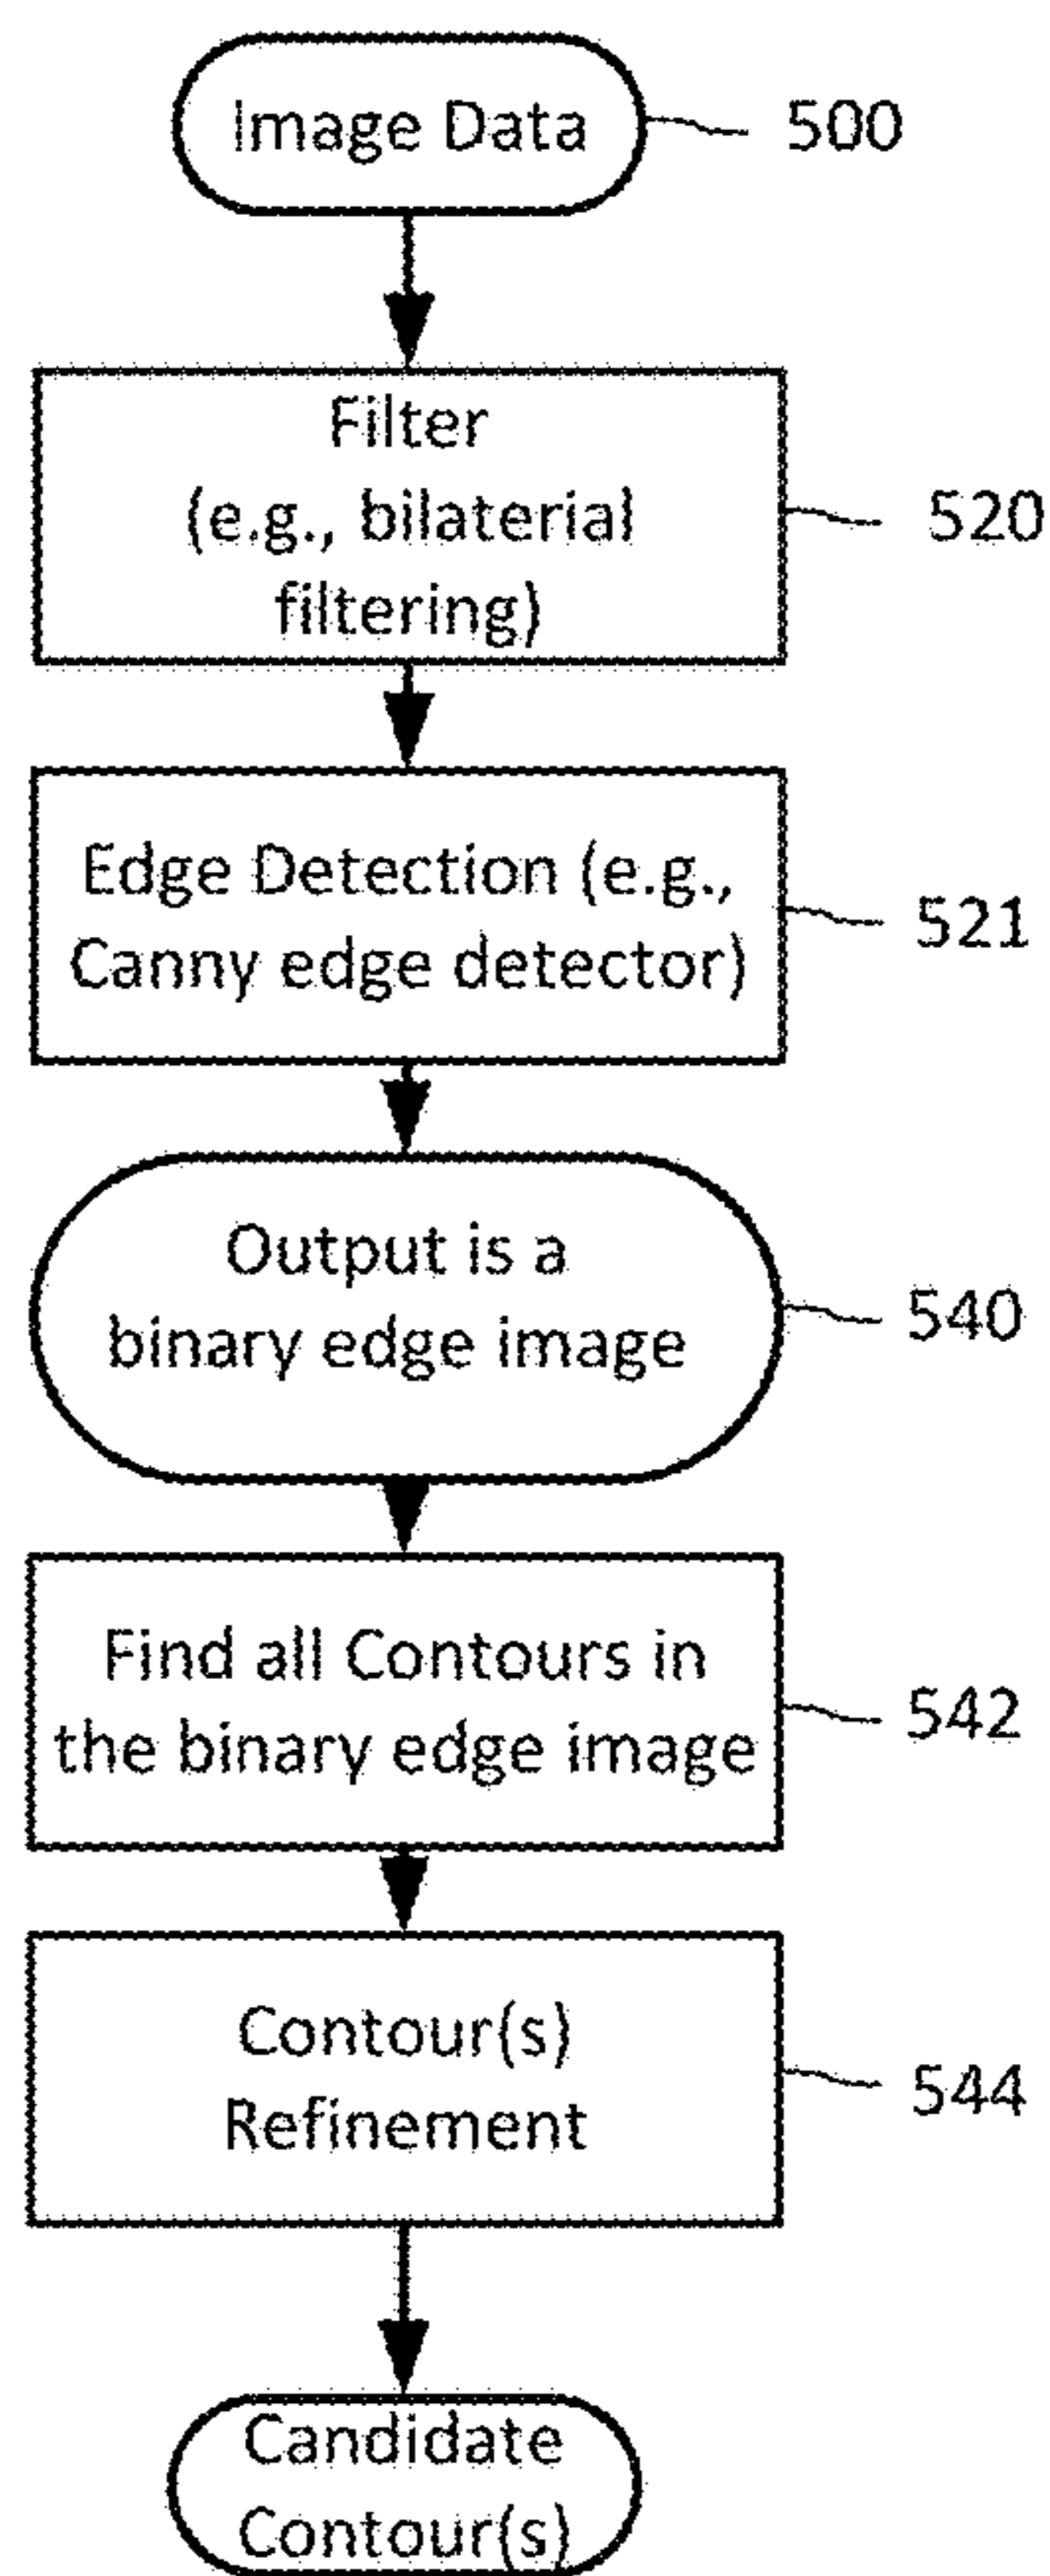 Image Data
500
Filter
(e.g., bilaterial
filtering)
520
Edge Detection (e.g.,
Canny edge detector)
521
Output is a
binary edge image
540
Find all Contours in
the binary edge image
542
Contour(s)
Refinement
544
Candidate
Contour(s)